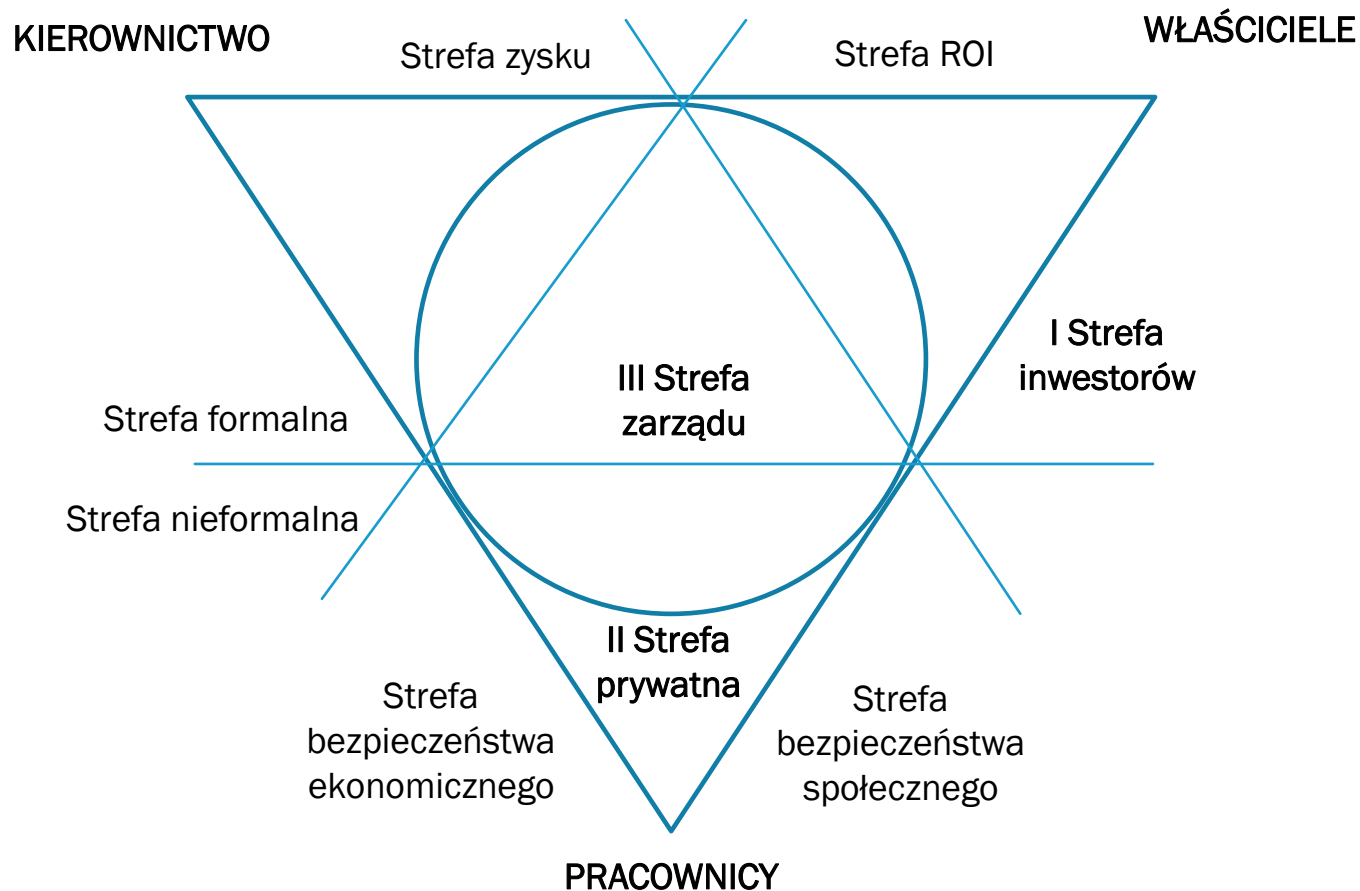 KIEROWNICTWO
WŁAŚCICIELE
Strefa zysku
Strefa ROI
I Strefa
inwestorów
III Strefa
zarządu
Strefa formalna
Strefa nieformalna
II Strefa
prywatna
Strefa
bezpieczeństwa
ekonomicznego
Strefa
bezpieczeństwa
społecznego
PRACOWNICY